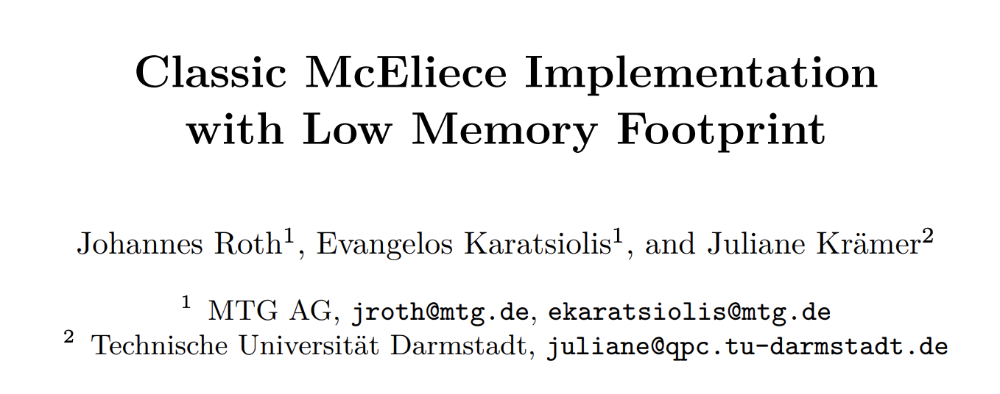 Classic McEliece Implementation
with Low Memory Footprint
Johannes Roth¹, Evangelos Karatsiolis¹, and Juliane Krämer²
¹ MTG AG, jroth@mtg.de, ekaratsiolis@mtg.de
² Technische Universität Darmstadt, juliane@qpc.tu-darmstadt.de